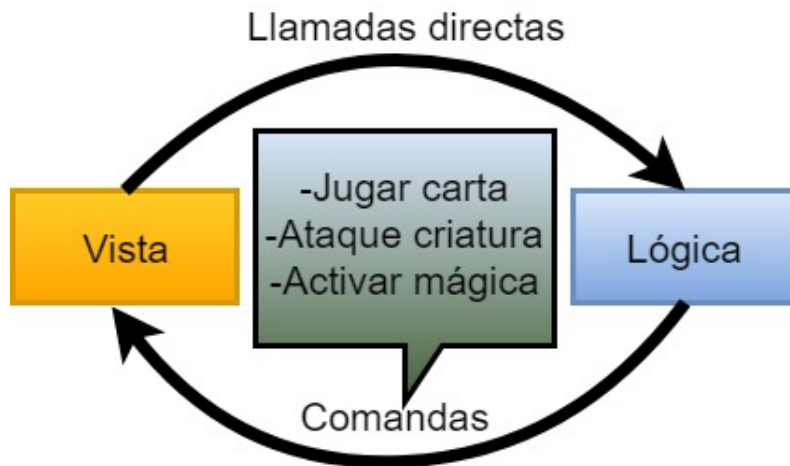 Llamadas directas
-Jugar carta
-Ataque criatura
-Activar mágica
Vista
Lógica
Comandas